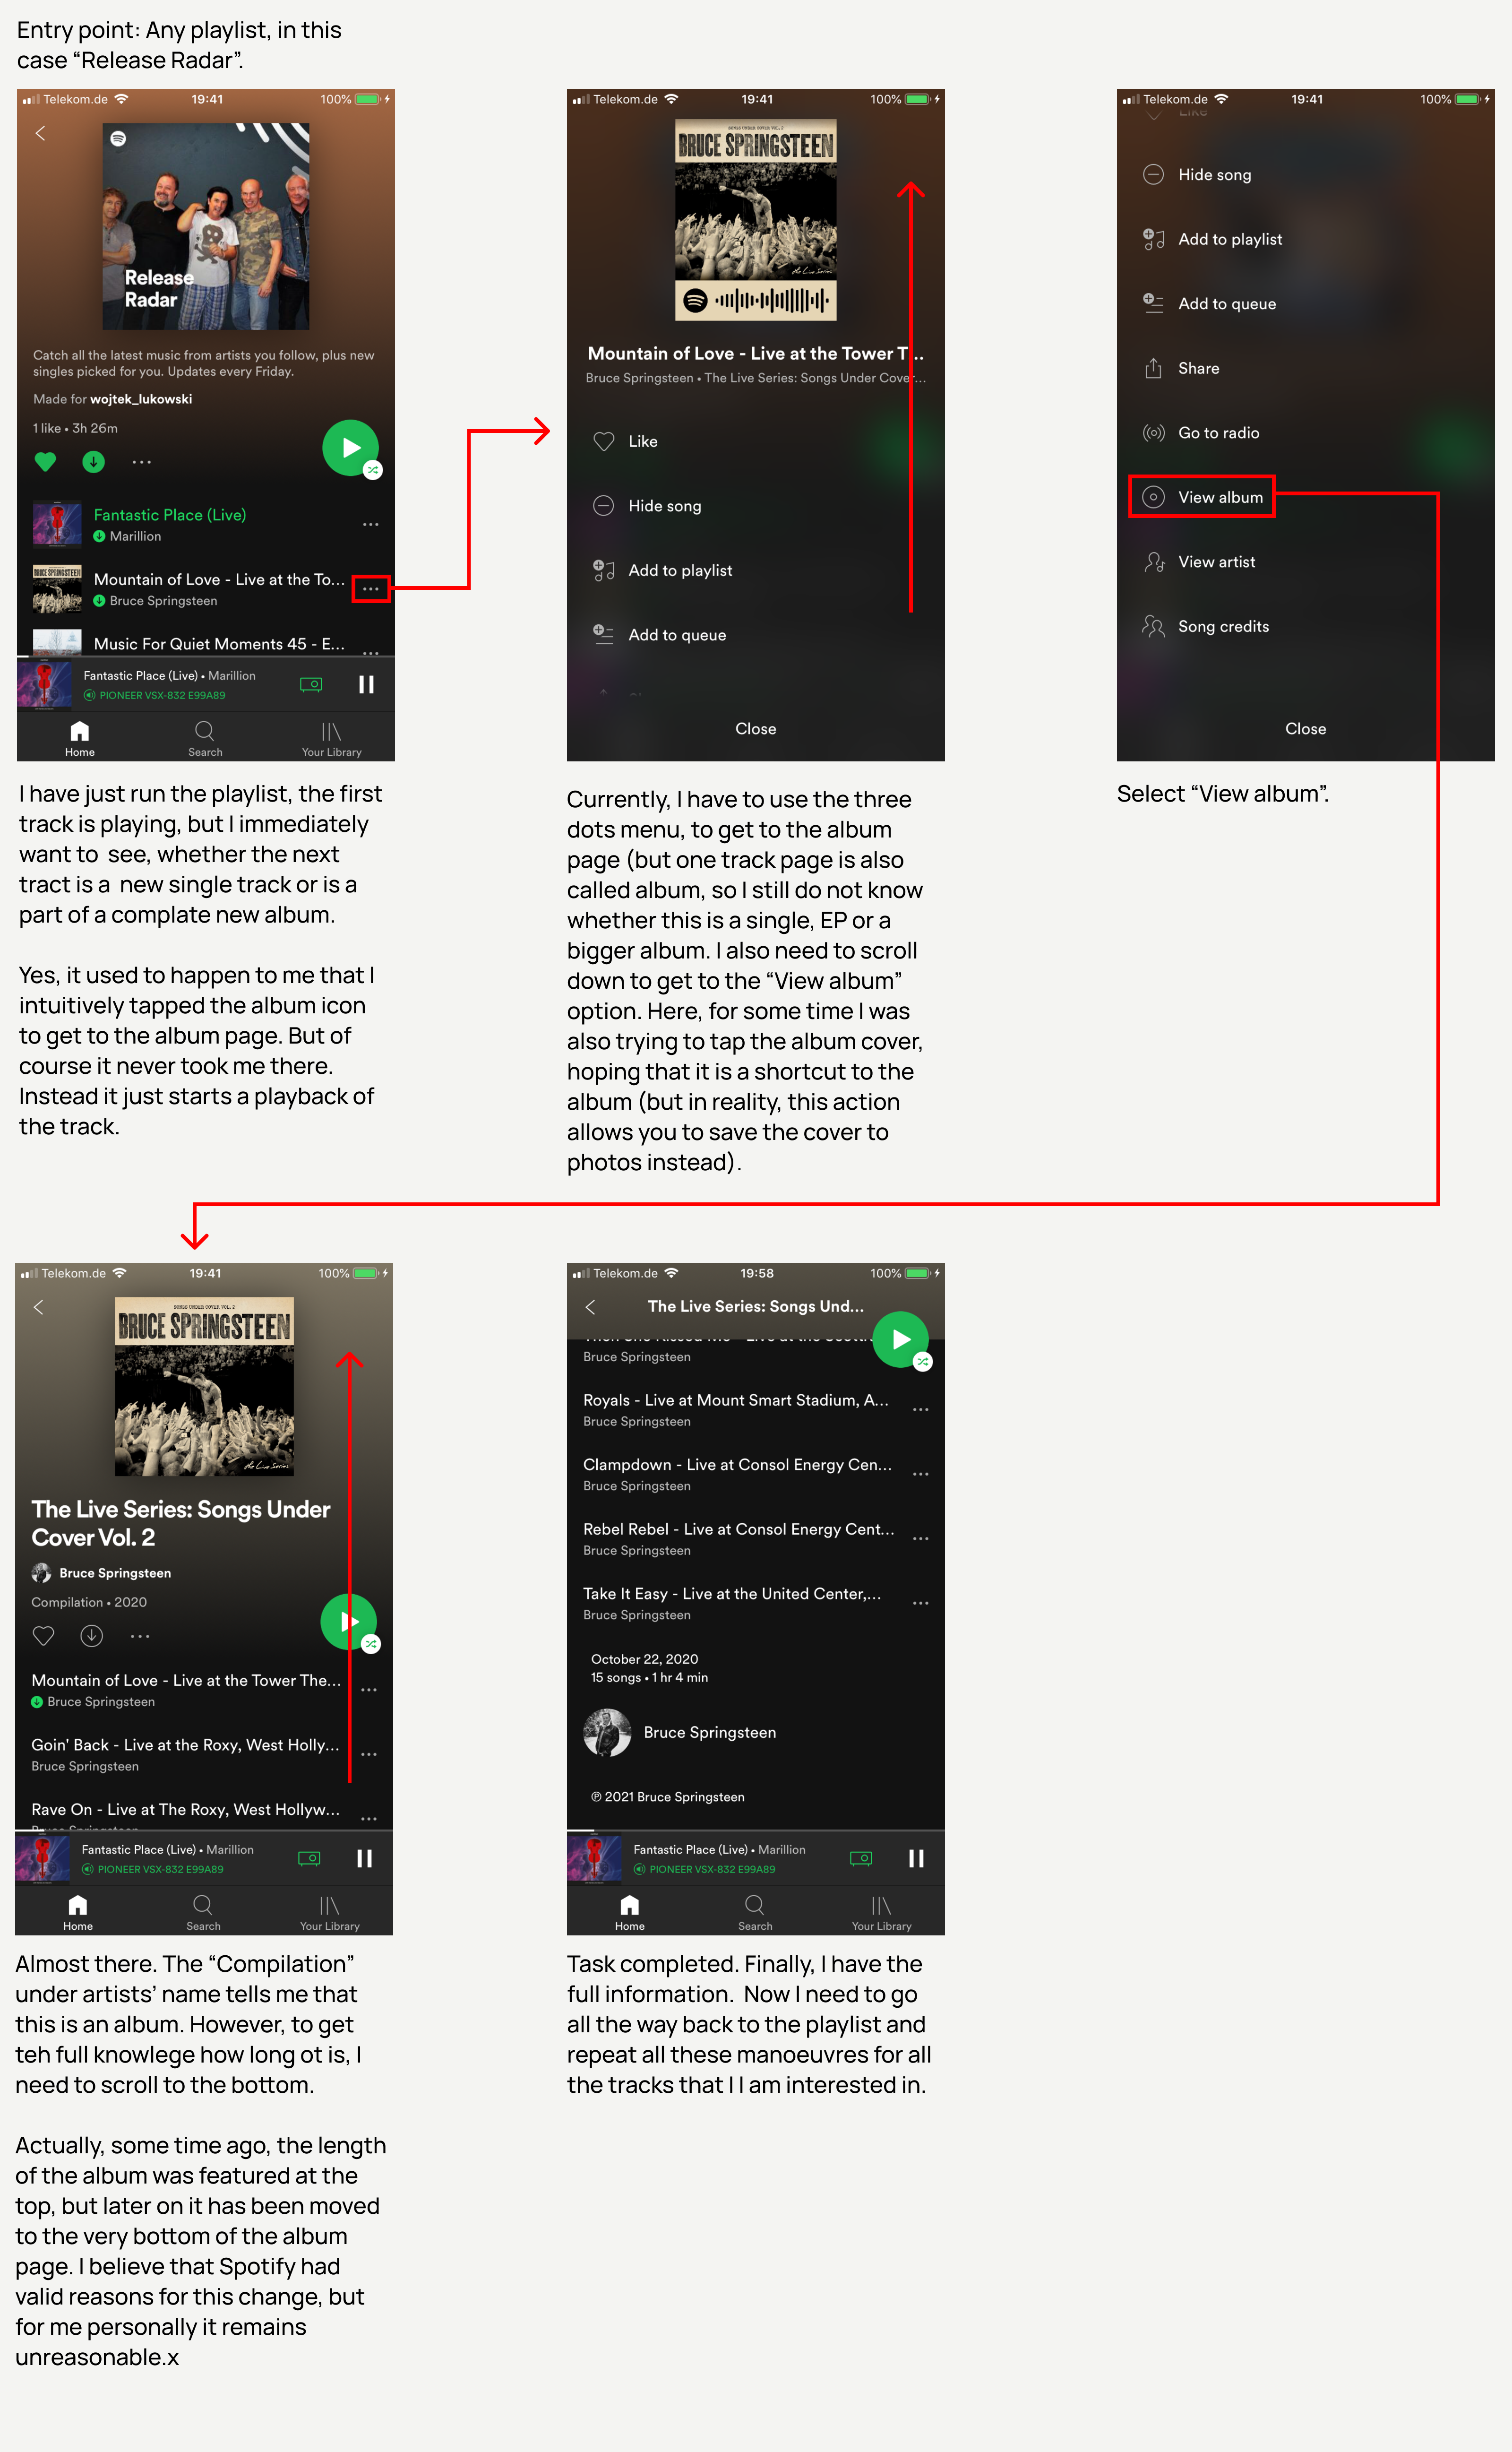 Entry point: Any playlist, in this
case “Release Radar”.
Telekom.de 19:41 100%
Release
Radar
Catch all the latest music from artists you follow, plus new
singles picked for you. Updates every Friday.
Made for wojtek_lukowski
1 like • 3h 26m
Fantastic Place (Live)
Marillion
Mountain of Love - Live at the To...
Bruce Springsteen
Music For Quiet Moments 45 - E...
Fantastic Place (Live) • Marillion
PIONEER VSX-832 E99A89
Home Search Your Library
I have just run the playlist, the first
track is playing, but I immediately
want to  see, whether the next
tract is a  new single track or is a
part of a complate new album.
Yes, it used to happen to me that I
intuitively tapped the album icon
to get to the album page. But of
course it never took me there.
Instead it just starts a playback of
the track.
Telekom.de 19:41 100%
SONGS UNDER COVER VOL. 2
BRUCE SPRINGSTEEN
the Live Series
Mountain of Love - Live at the Tower T...
Bruce Springsteen • The Live Series: Songs Under Cover...
Like
Hide song
Add to playlist
Add to queue
Close
Currently, I have to use the three
dots menu, to get to the album
page (but one track page is also
called album, so I still do not know
whether this is a single, EP or a
bigger album. I also need to scroll
down to get to the “View album”
option. Here, for some time I was
also trying to tap the album cover,
hoping that it is a shortcut to the
album (but in reality, this action
allows you to save the cover to
photos instead).
Telekom.de 19:41 100%
Like
Hide song
Add to playlist
Add to queue
Share
Go to radio
View album
View artist
Song credits
Close
Select “View album”.
Telekom.de 19:41 100%
SONGS UNDER COVER VOL. 2
BRUCE SPRINGSTEEN
the Live Series
The Live Series: Songs Under
Cover Vol. 2
Bruce Springsteen
Compilation • 2020
Mountain of Love - Live at the Tower The...
Bruce Springsteen
Goin' Back - Live at the Roxy, West Holly...
Bruce Springsteen
Rave On - Live at The Roxy, West Hollyw...
Bruce Springsteen
Fantastic Place (Live) • Marillion
PIONEER VSX-832 E99A89
Home Search Your Library
Almost there. The “Compilation”
under artists’ name tells me that
this is an album. However, to get
teh full knowlege how long ot is, I
need to scroll to the bottom.
Actually, some time ago, the length
of the album was featured at the
top, but later on it has been moved
to the very bottom of the album
page. I believe that Spotify had
valid reasons for this change, but
for me personally it remains
unreasonable.x
Telekom.de 19:58 100%
The Live Series: Songs Und...
Bruce Springsteen
Royals - Live at Mount Smart Stadium, A...
Bruce Springsteen
Clampdown - Live at Consol Energy Cen...
Bruce Springsteen
Rebel Rebel - Live at Consol Energy Cent...
Bruce Springsteen
Take It Easy - Live at the United Center,...
Bruce Springsteen
October 22, 2020
15 songs • 1 hr 4 min
Bruce Springsteen
℗ 2021 Bruce Springsteen
Fantastic Place (Live) • Marillion
PIONEER VSX-832 E99A89
Home Search Your Library
Task completed. Finally, I have the
full information.  Now I need to go
all the way back to the playlist and
repeat all these manoeuvres for all
the tracks that I I am interested in.